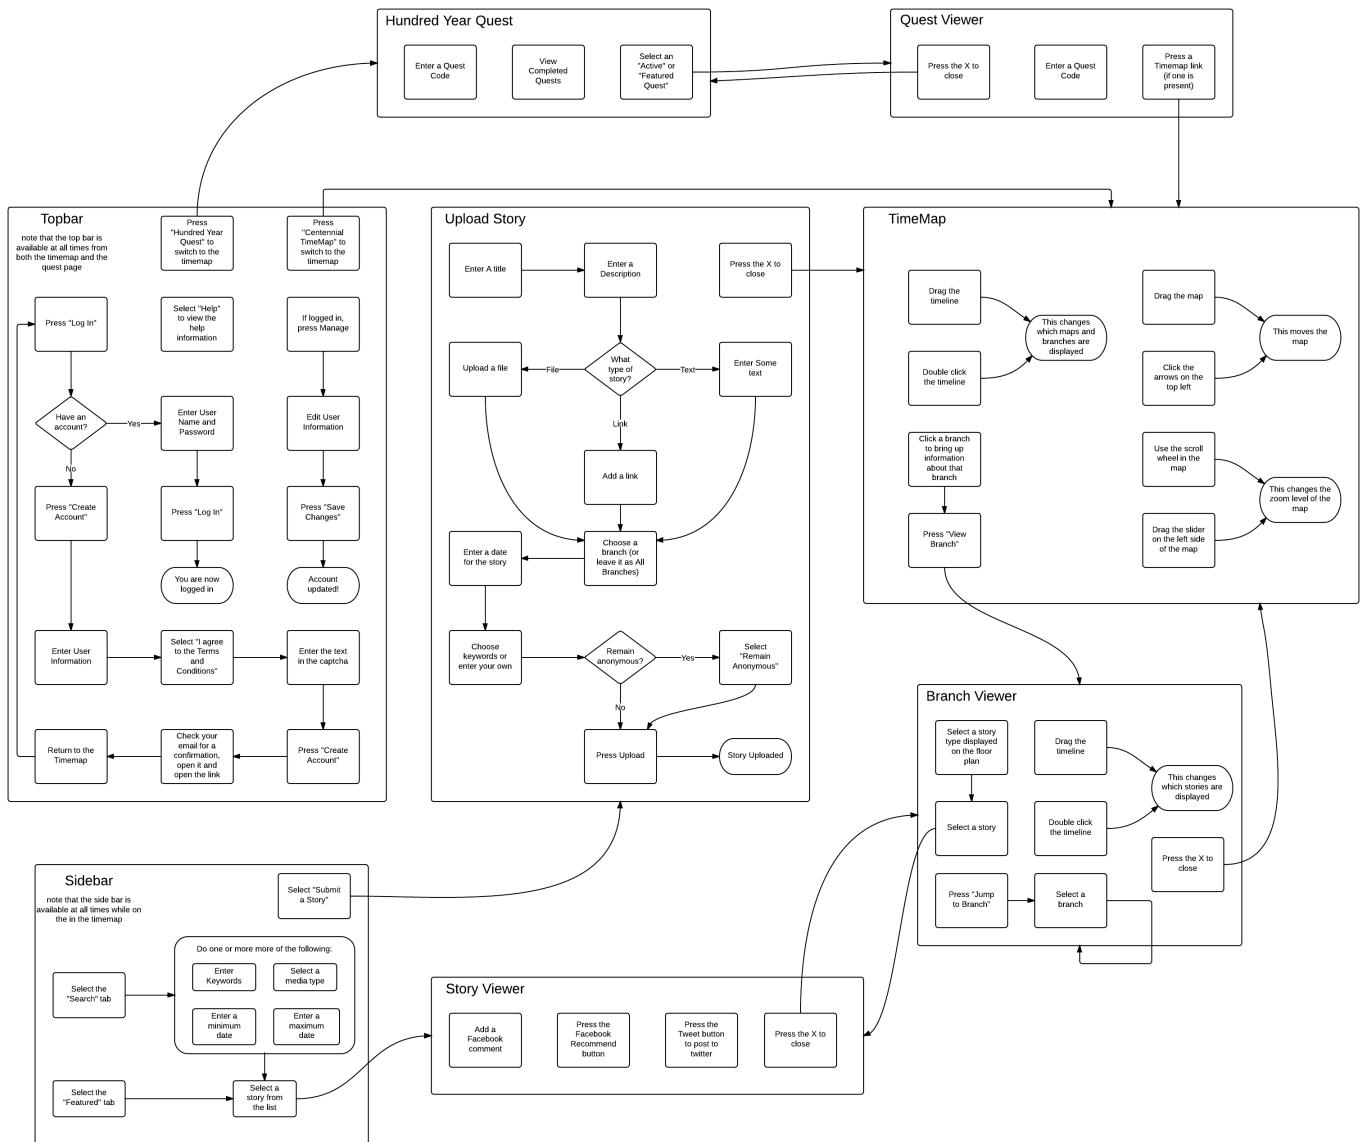 Hundred Year Quest
Enter a Quest
Code
View
Completed
Quests
Select an
"Active" or
"Featured
Quest"
Quest Viewer
Press the X to
close
Enter a Quest
Code
Press a
Timemap link
(if one is
present)
Topbar
note that the top bar is
available at all times from
both the timemap and the
quest page
Press
"Hundred Year
Quest" to
switch to the
timemap
Press
"Centennial
TimeMap" to
switch to the
timemap
Press "Log In"
Select "Help"
to view the
help
information
If logged in,
press Manage
Have an
account?
Yes
Enter User
Name and
Password
Edit User
Information
No
Press "Create
Account"
Press "Log In"
Press "Save
Changes"
You are now
logged in
Account
updated!
Enter User
Information
Select "I agree
to the Terms
and
Conditions"
Enter the text
in the captcha
Return to the
Timemap
Check your
email for a
confirmation,
open it and
open the link
Press "Create
Account"
Upload Story
Enter A title
Enter a
Description
Press the X to
close
Upload a file
File
What
type of
story?
Text
Enter Some
text
Link
Add a link
Enter a date
for the story
Choose a
branch (or
leave it as All
Branches)
Choose
keywords or
enter your own
Remain
anonymous?
Yes
Select
"Remain
Anonymous"
No
Press Upload
Story Uploaded
TimeMap
Drag the
timeline
This changes
which maps and
branches are
displayed
Double click
the timeline
Drag the map
This moves the
map
Click the
arrows on the
top left
Click a branch
to bring up
information
about that
branch
Press "View
Branch"
Use the scroll
wheel in the
map
This changes the
zoom level of the
map
Drag the slider
on the left side
of the map
Branch Viewer
Select a story
type displayed
on the floor
plan
Drag the
timeline
This changes
which stories are
displayed
Select a story
Double click
the timeline
Press the X to
close
Press "Jump
to Branch"
Select a
branch
Sidebar
note that the side bar is
available at all times while on
the in the timemap
Select "Submit
a Story"
Do one or more more of the following:
Enter
Keywords
Select a
media type
Select the
"Search" tab
Enter a
minimum
date
Enter a
maximum
date
Select the
"Featured" tab
Select a
story from
the list
Story Viewer
Add a
Facebook
comment
Press the
Facebook
Recommend
button
Press the
Tweet button
to post to
twitter
Press the X to
close